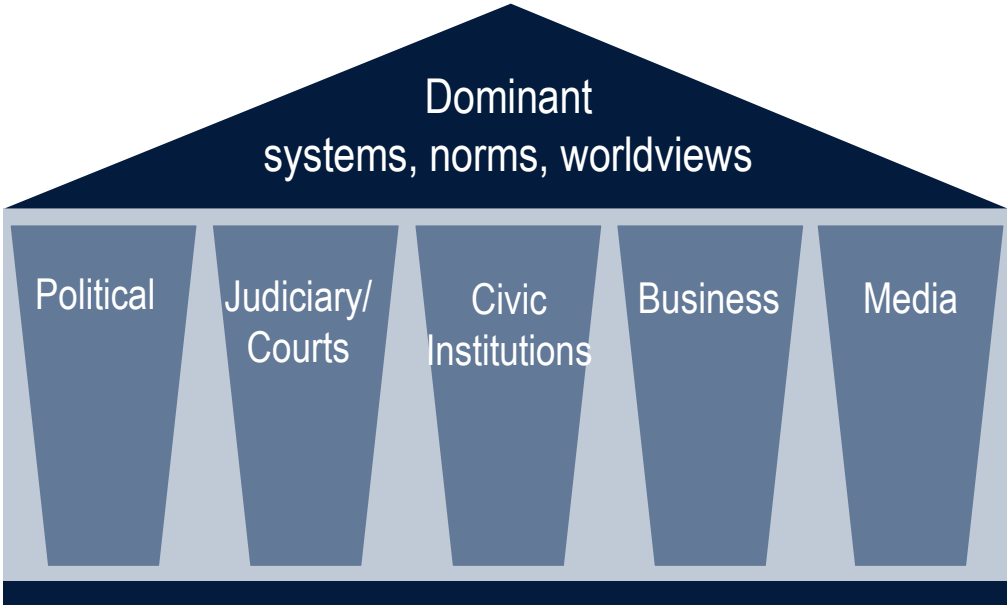 Dominant
systems, norms, worldviews
Political
Judiciary/
Courts
Civic
Institutions
Business
Media